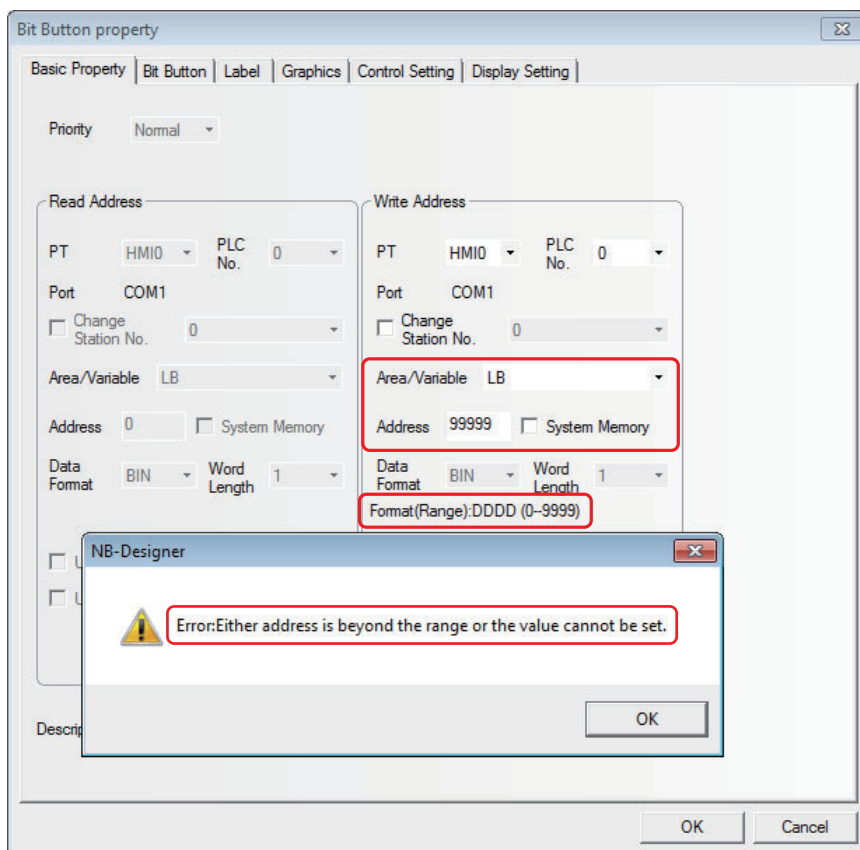 Bit Button property
Basic Property Bit Button Label Graphics Control Setting Display Setting
Priority Normal
Read Address
PT HMI0 PLC No. 0
Port COM1
Change Station No. 0
Area/Variable LB
Address 0 System Memory
Data Format BIN Word Length 1
Write Address
PT HMI0 PLC No. 0
Port COM1
Change Station No. 0
Area/Variable LB
Address 99999 System Memory
Data Format BIN Word Length 1
Format(Range):DDDD (0--9999)
NB-Designer
Error:Either address is beyond the range or the value cannot be set.
OK
OK Cancel